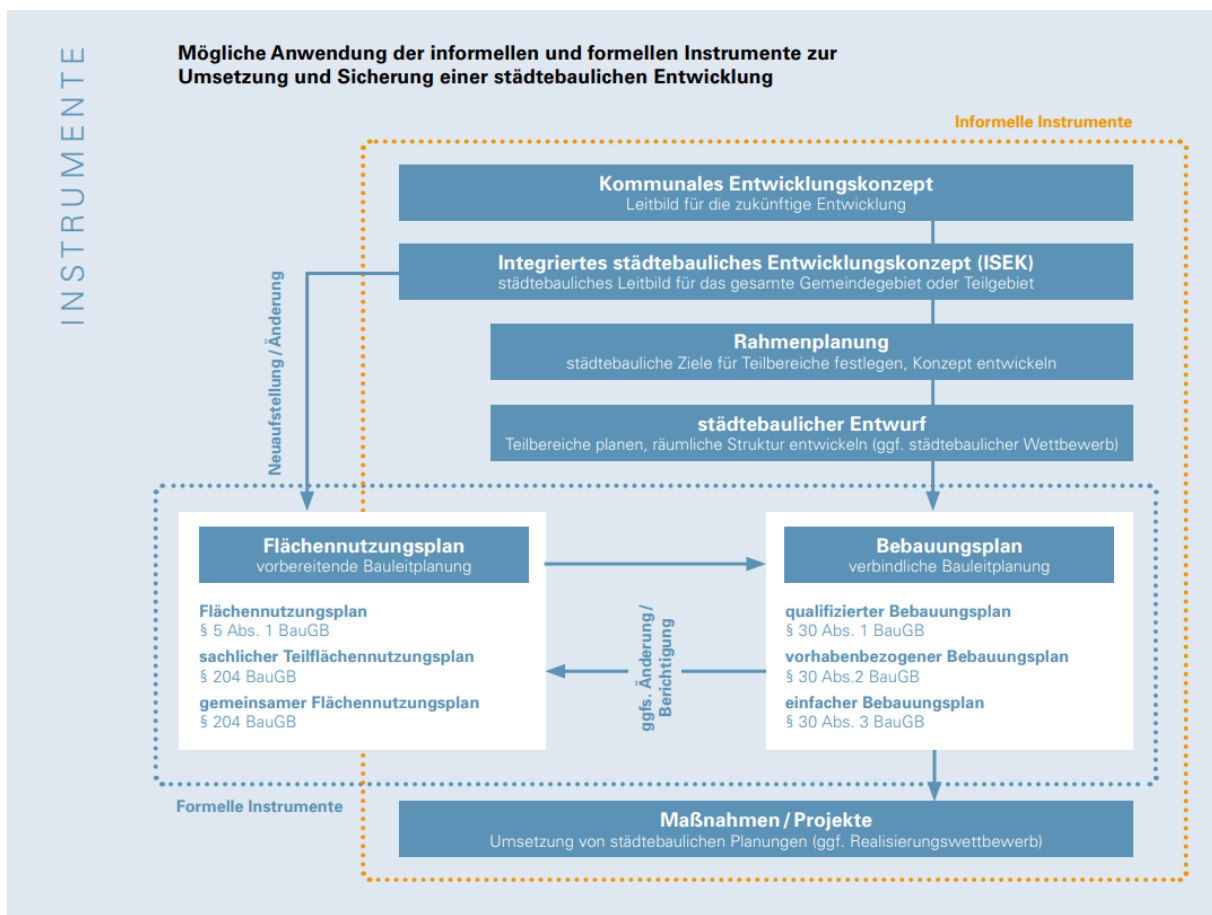 INSTRUMENTE
Mögliche Anwendung der informellen und formellen Instrumente zur
Umsetzung und Sicherung einer städtebaulichen Entwicklung
Informelle Instrumente
Kommunales Entwicklungskonzept
Leitbild für die zukünftige Entwicklung
Integriertes städtebauliches Entwicklungskonzept (ISEK)
städtebauliches Leitbild für das gesamte Gemeindegebiet oder Teilgebiet
Neuaufstellung / Änderung
Rahmenplanung
städtebauliche Ziele für Teilbereiche festlegen, Konzept entwickeln
städtebaulicher Entwurf
Teilbereiche planen, räumliche Struktur entwickeln (ggf. städtebaulicher Wettbewerb)
Flächennutzungsplan
vorbereitende Bauleitplanung
Flächennutzungsplan
§ 5 Abs. 1 BauGB
sachlicher Teilflächennutzungsplan
§ 204 BauGB
gemeinsamer Flächennutzungsplan
§ 204 BauGB
ggfs. Änderung /
Berichtigung
Bebauungsplan
verbindliche Bauleitplanung
qualifizierter Bebauungsplan
§ 30 Abs. 1 BauGB
vorhabenbezogener Bebauungsplan
§ 30 Abs.2 BauGB
einfacher Bebauungsplan
§ 30 Abs. 3 BauGB
Formelle Instrumente
Maßnahmen / Projekte
Umsetzung von städtebaulichen Planungen (ggf. Realisierungswettbewerb)